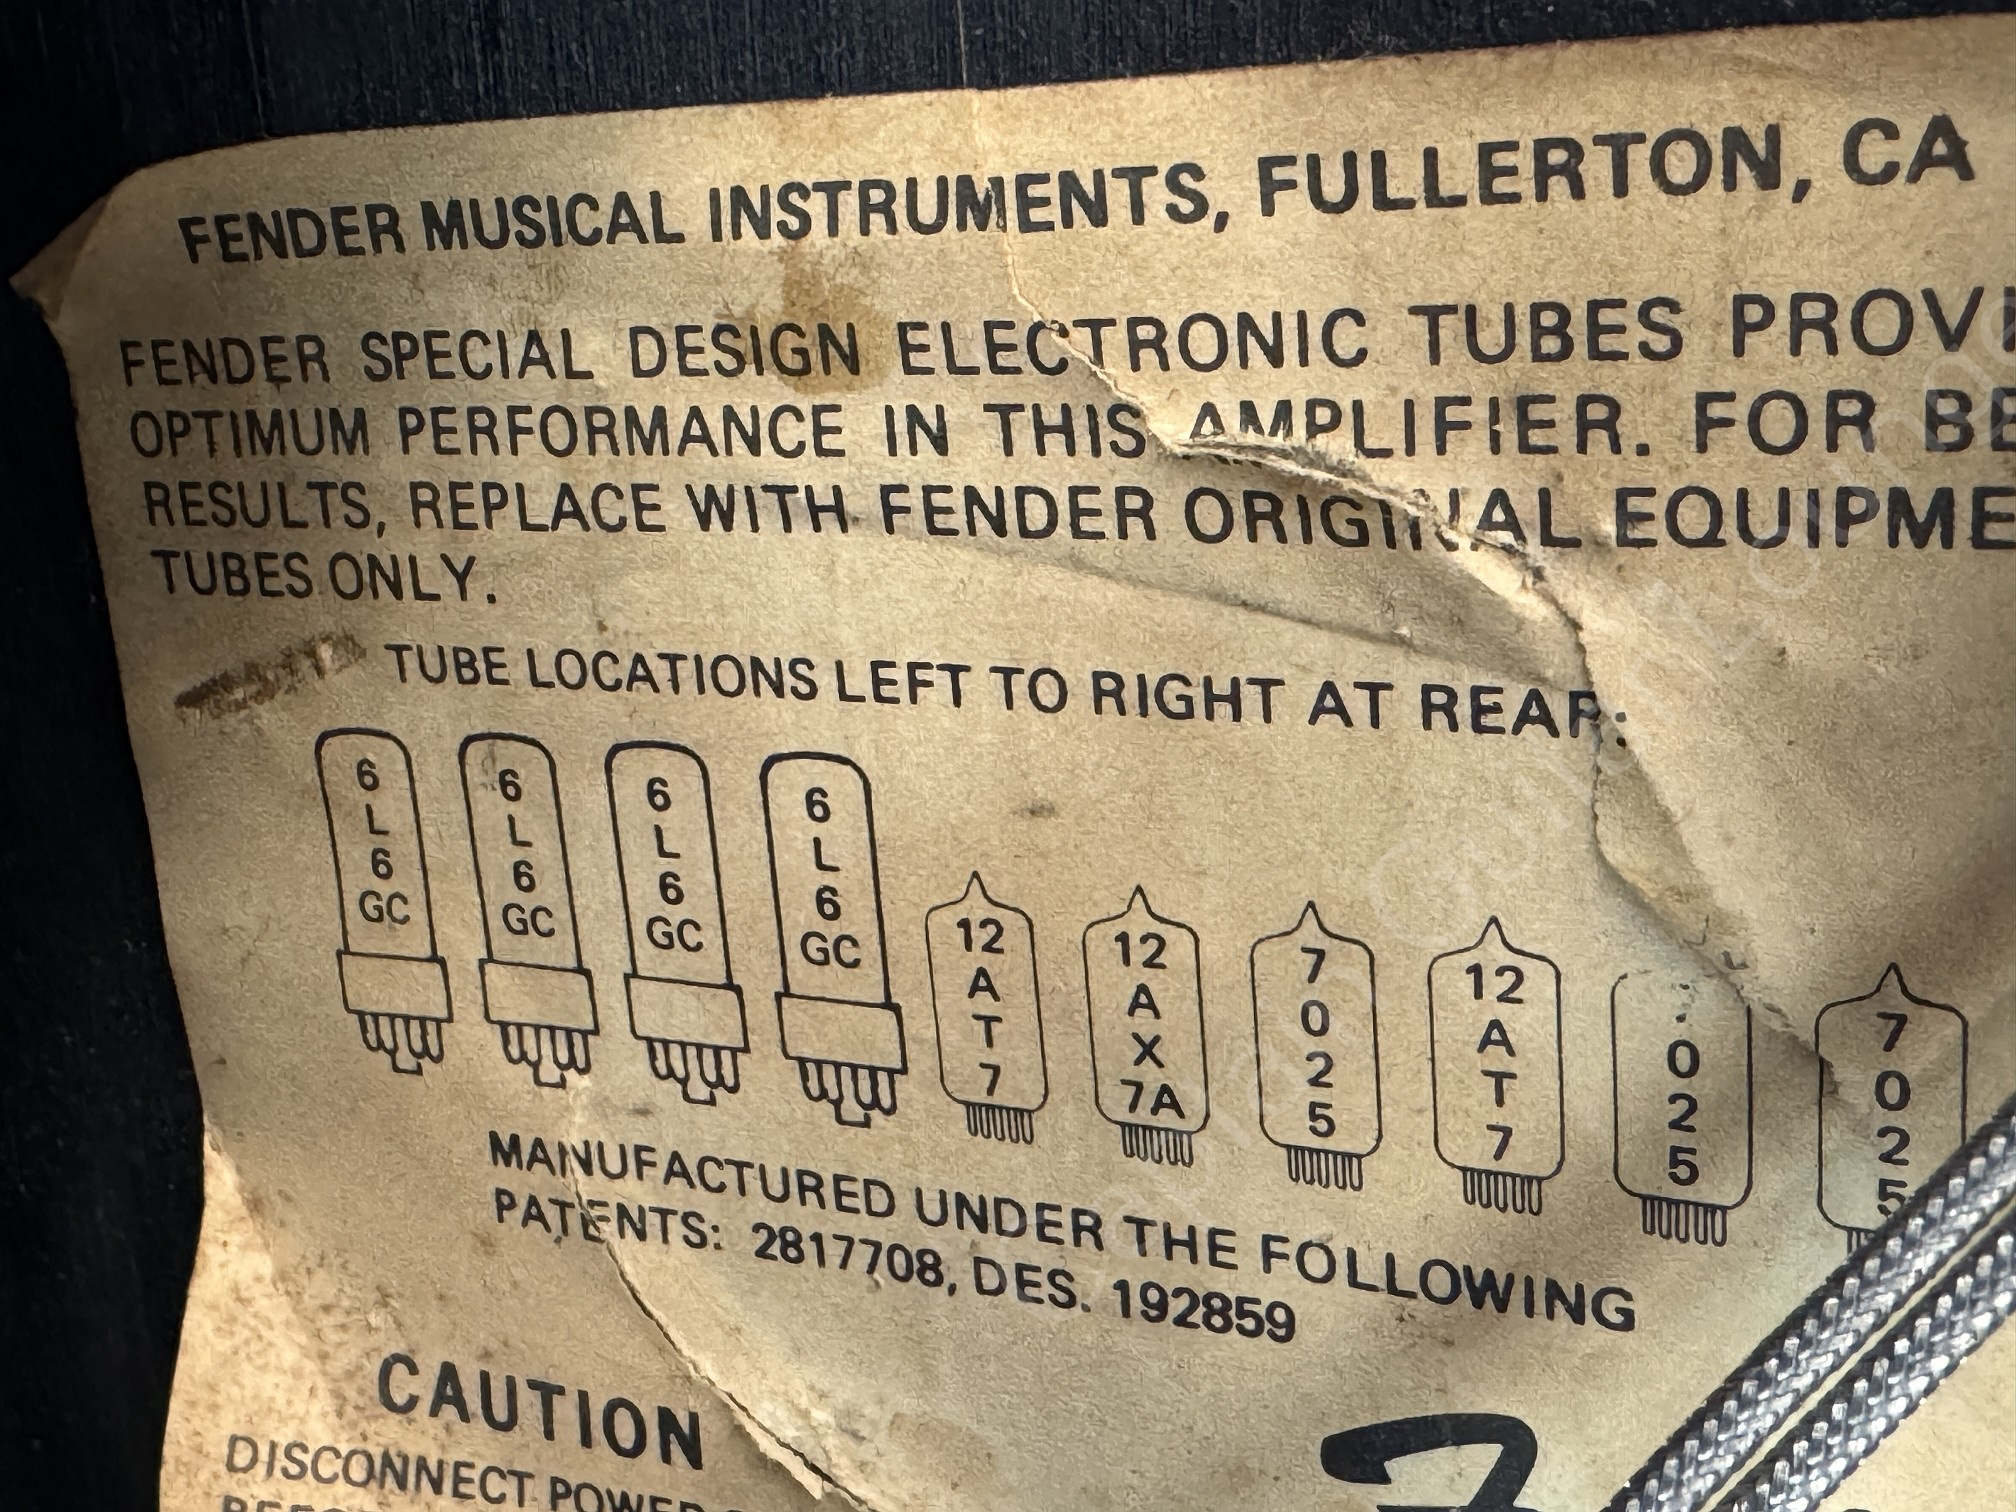 FENDER MUSICAL INSTRUMENTS, FULLERTON, CA
FENDER SPECIAL DESIGN ELECTRONIC TUBES PROVI
OPTIMUM PERFORMANCE IN THIS AMPLIFIER. FOR BE
RESULTS, REPLACE WITH FENDER ORIGINAL EQUIPME
TUBES ONLY.
TUBE LOCATIONS LEFT TO RIGHT AT REAR:
6L6GC 6L6GC 6L6GC 6L6GC 12AT7 12AX7A 7025 12AT7 025 7025
MANUFACTURED UNDER THE FOLLOWING
PATENTS: 2817708, DES. 192859
CAUTION
DISCONNECT POWER